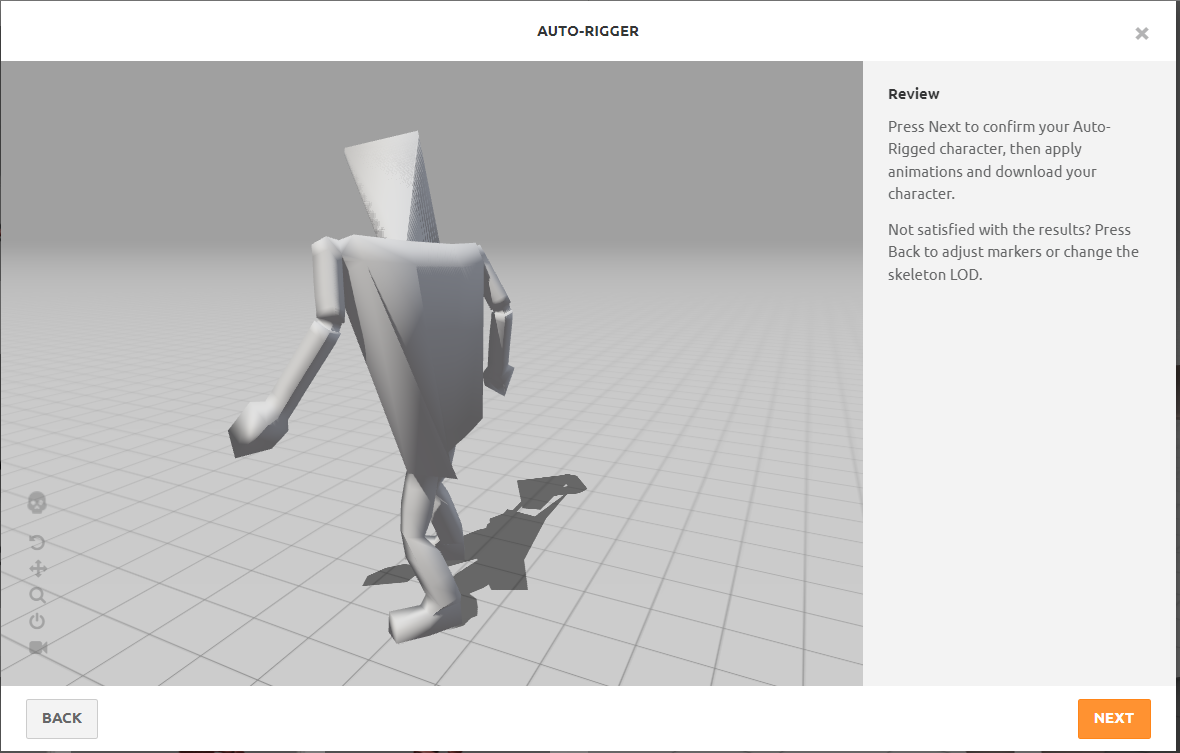 AUTO-RIGGER
Review
Press Next to confirm your Auto-
Rigged character, then apply
animations and download your
character.
Not satisfied with the results? Press
Back to adjust markers or change the
skeleton LOD.
BACK
NEXT